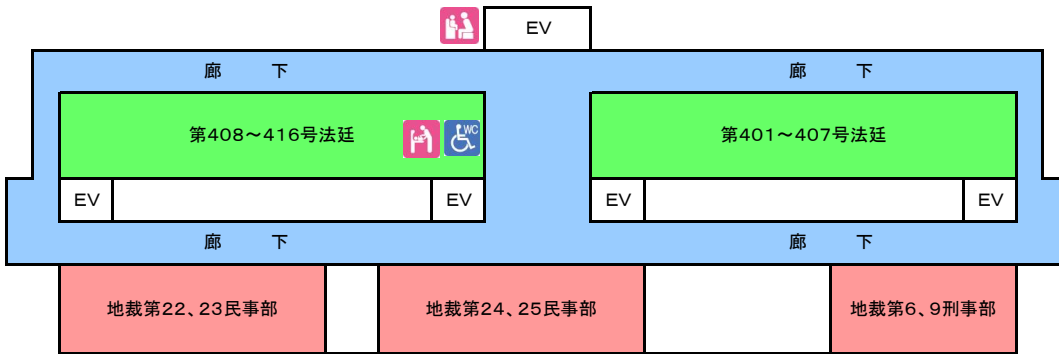 EV
廊　下
廊　下
第408～416号法廷
WC
第401～407号法廷
EV
EV
EV
EV
廊　下
廊　下
地裁第22、23民事部
地裁第24、25民事部
地裁第6、9刑事部